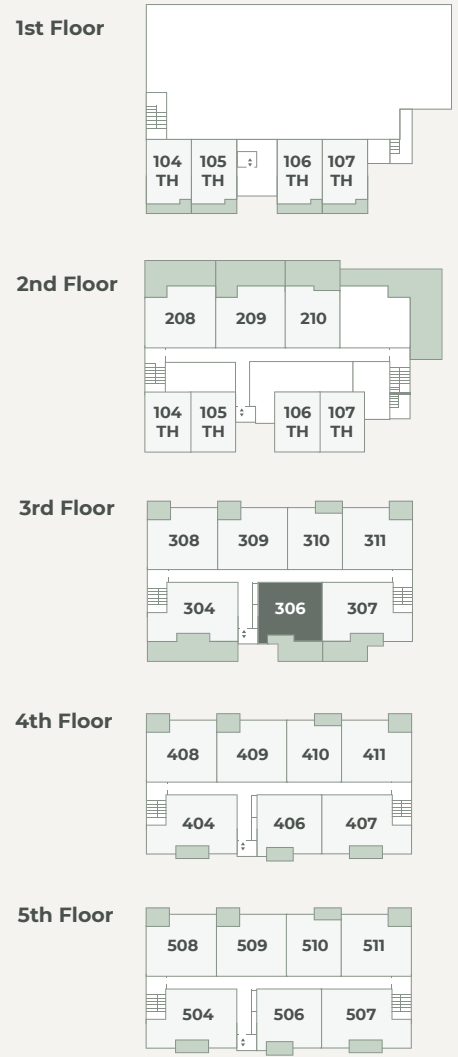 1st Floor
104 105 106 107
TH TH TH TH
2nd Floor
208 209 210
104 105 106 107
TH TH TH TH
3rd Floor
308 309 310 311
304 306 307
4th Floor
408 409 410 411
404 406 407
5th Floor
508 509 510 511
504 506 507